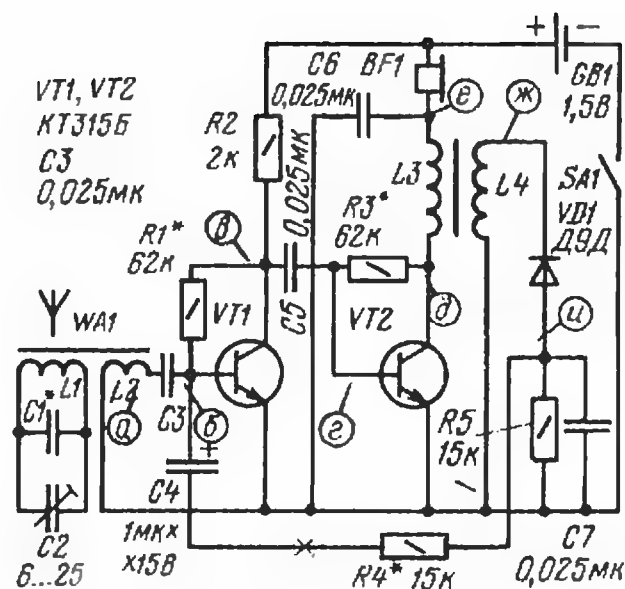 + −
C6 BF1
0,025мк
е
ж
GB1
1,5В
VT1, VT2
КТ315Б
C3
0,025мк
R2
2к
0,025мк
L3
L4
SA1
VD1
Д9Д
R1*
62к
в
R3*
62к
C5
VT1
VT2
д
и
WA1
L1
L2
C1*
а
C3
б
г
+
R5
15к
C4
C2
6...25
1мк×
×15В
R4* 15к
C7
0,025мк